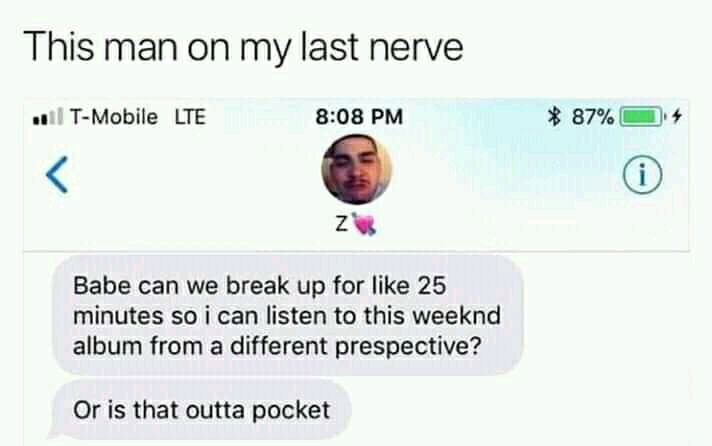 This man on my last nerve
T-Mobile LTE 8:08 PM 87%
i
Z💘
Babe can we break up for like 25
minutes so i can listen to this weeknd
album from a different prespective?
Or is that outta pocket